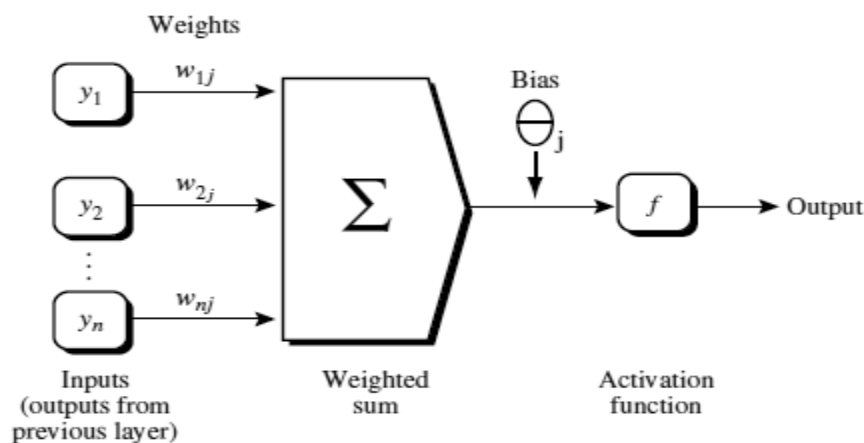 Weights
w1j
y1
w2j
y2
⋮
wnj
yn
Σ
Bias
θj
f
Output
Inputs
(outputs from
previous layer)
Weighted
sum
Activation
function